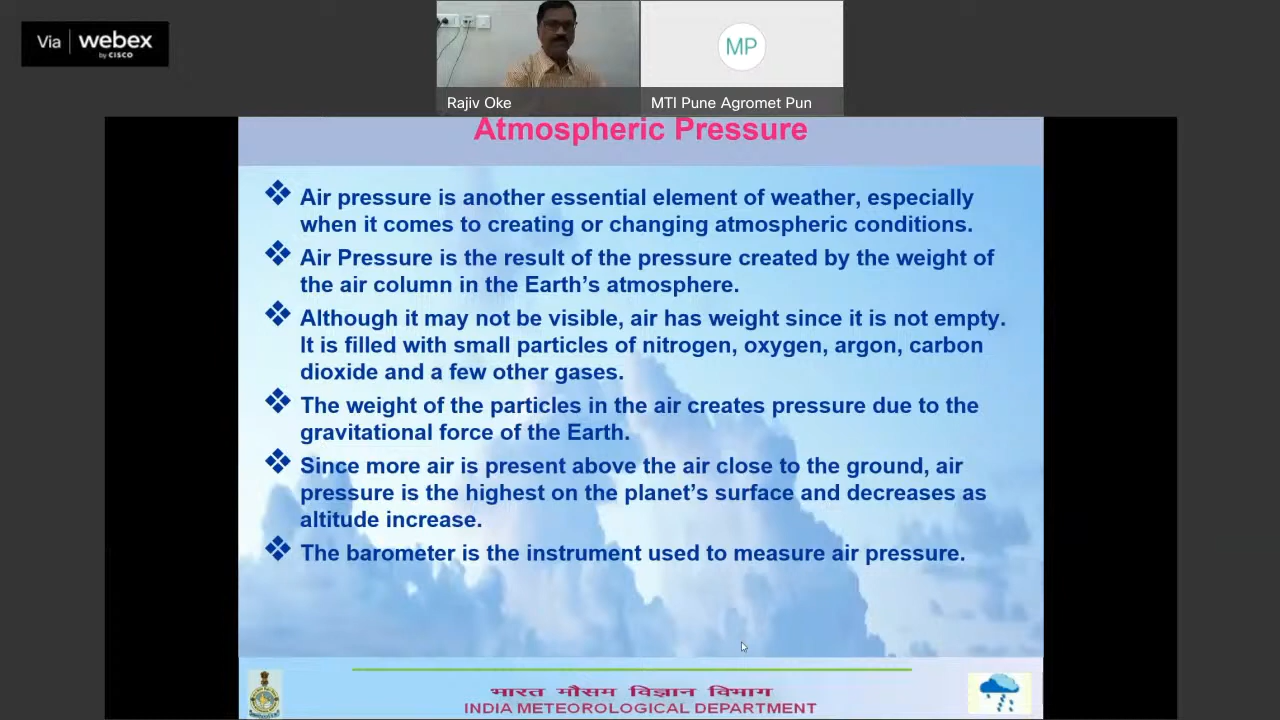 Via webex
by CISCO
MP
Rajiv Oke
MTI Pune Agromet Pun
Atmospheric Pressure
Air pressure is another essential element of weather, especially
when it comes to creating or changing atmospheric conditions.
Air Pressure is the result of the pressure created by the weight of
the air column in the Earth's atmosphere.
Although it may not be visible, air has weight since it is not empty.
It is filled with small particles of nitrogen, oxygen, argon, carbon
dioxide and a few other gases.
The weight of the particles in the air creates pressure due to the
gravitational force of the Earth.
Since more air is present above the air close to the ground, air
pressure is the highest on the planet's surface and decreases as
altitude increase.
The barometer is the instrument used to measure air pressure.
भारत मौसम विज्ञान विभाग
INDIA METEOROLOGICAL DEPARTMENT